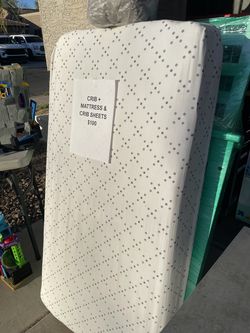 CRIB +
MATTRESS &
CRIB SHEETS
$100